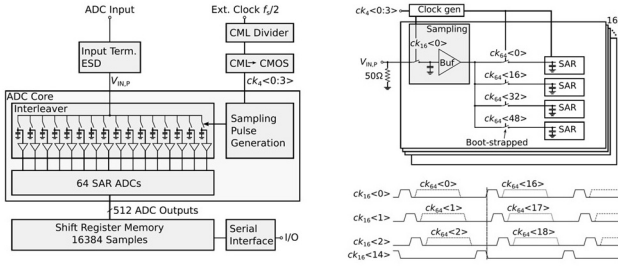 ADC Input
Ext. Clock fs/2
CML Divider
Input Term.
ESD
CML→CMOS
VIN,P
ck4<0:3>
ADC Core
Interleaver
Sampling
Pulse
Generation
64 SAR ADCs
512 ADC Outputs
Shift Register Memory
16384 Samples
Serial
Interface
I/O
ck4<0:3>
Clock gen
16
Sampling
ck16<0>
ck64<0>
VIN,P
Buf
SAR
50Ω
ck64<16>
SAR
ck64<32>
SAR
ck64<48>
SAR
Boot-strapped
ck64<0>
ck64<16>
ck16<0>
ck64<1>
ck64<17>
ck16<1>
ck64<2>
ck64<18>
ck16<2>
ck16<14>